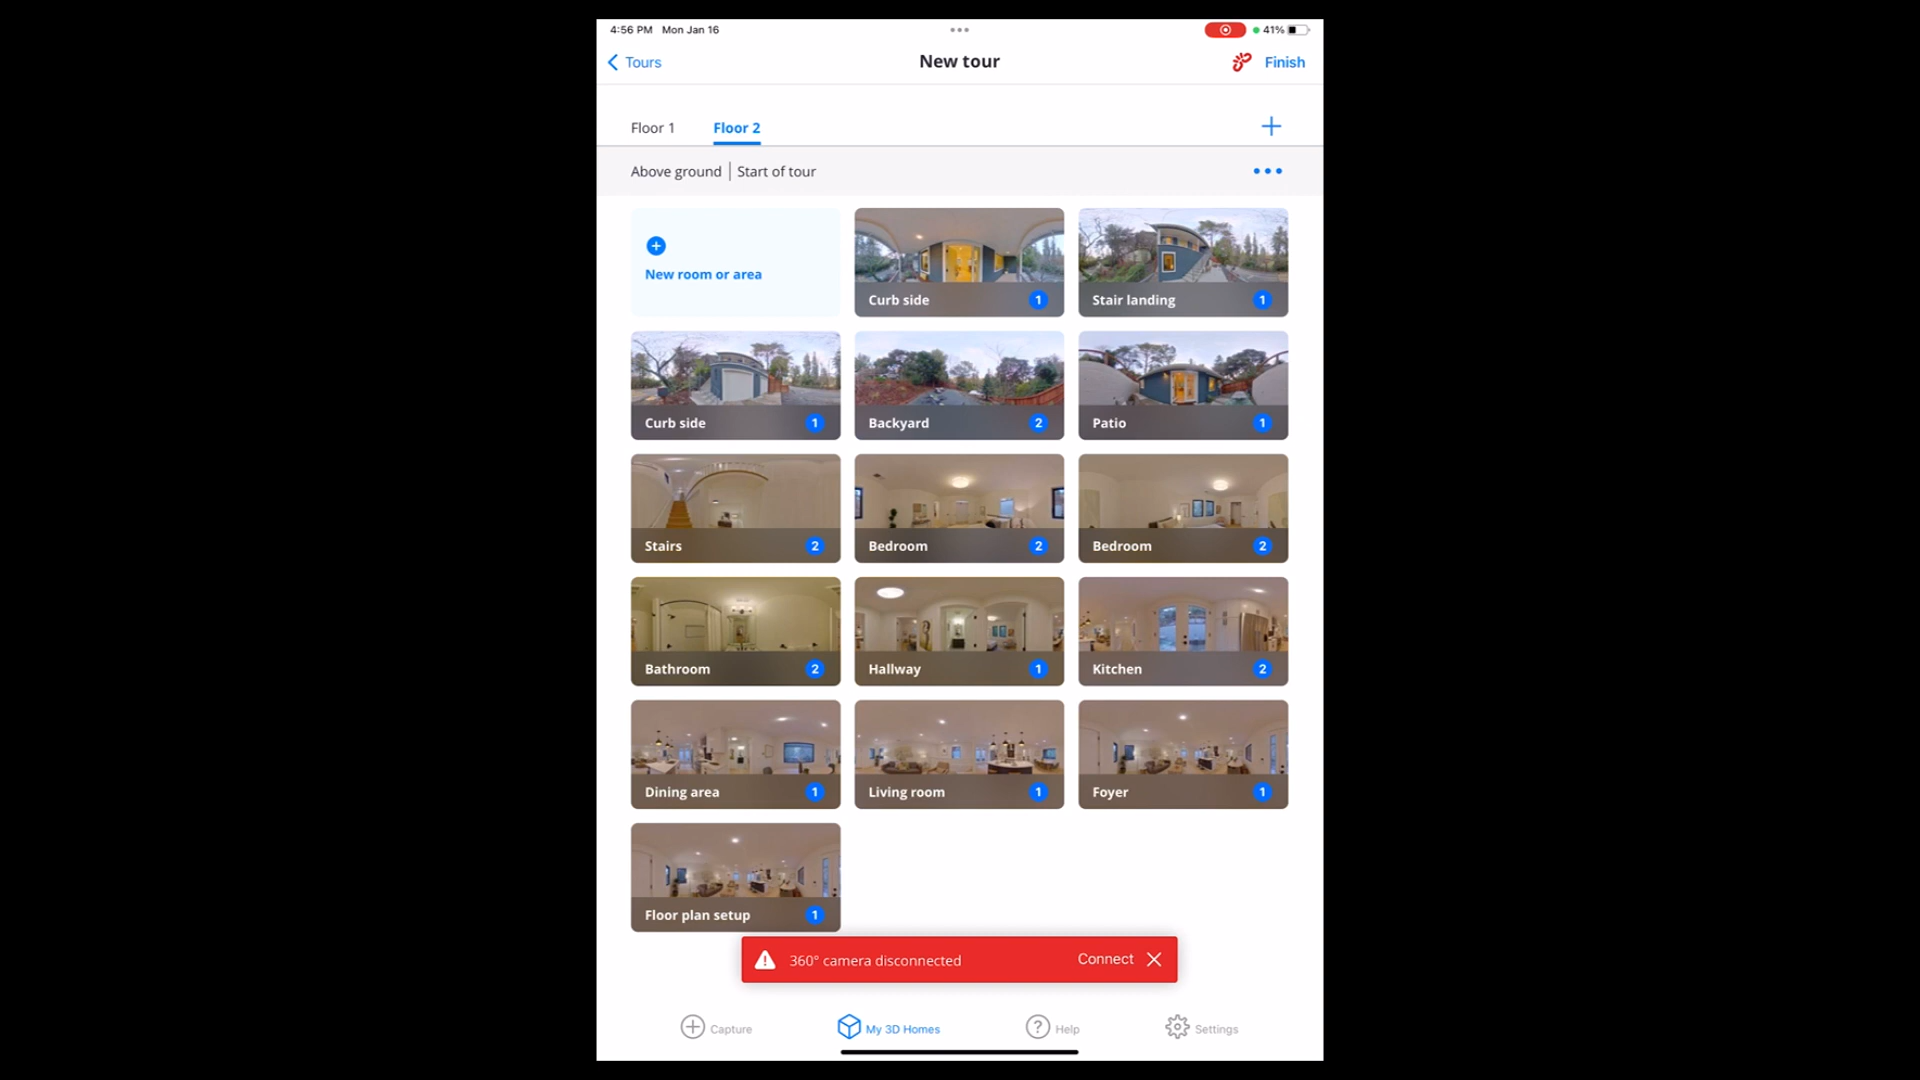 4:56 PM Mon Jan 16
41%
Tours
New tour
Finish
Floor 1
Floor 2
Above ground | Start of tour
New room or area
Curb side 1
Stair landing 1
Curb side 1
Backyard 2
Patio 1
Stairs 2
Bedroom 2
Bedroom 2
Bathroom 2
Hallway 1
Kitchen 2
Dining area 1
Living room 1
Foyer 1
Floor plan setup 1
360° camera disconnected
Connect
Capture
My 3D Homes
Help
Settings